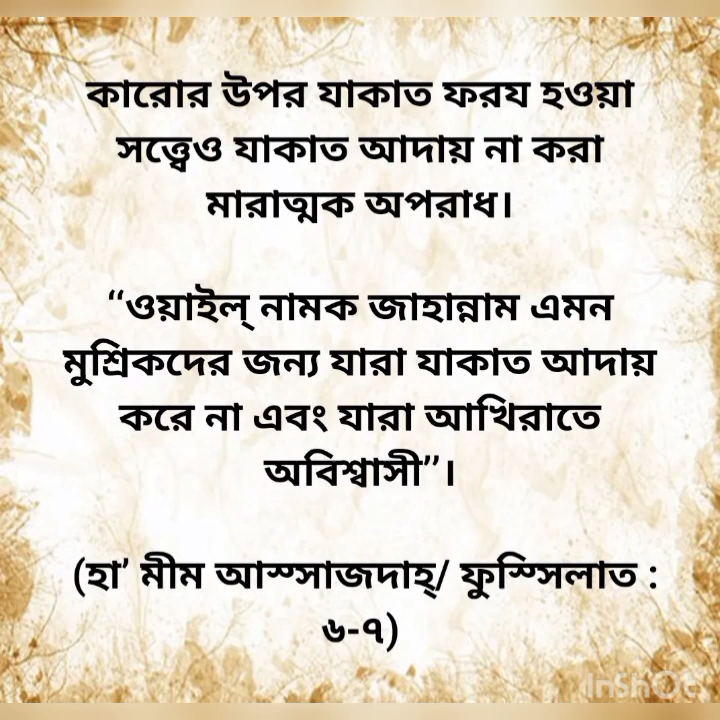 কারোর উপর যাকাত ফরয হওয়া
সত্ত্বেও যাকাত আদায় না করা
মারাত্মক অপরাধ।
“ওয়াইল্ নামক জাহান্নাম এমন
মুশ্রিকদের জন্য যারা যাকাত আদায়
করে না এবং যারা আখিরাতে
অবিশ্বাসী”।
(হা’ মীম আস্সাজদাহ্/ ফুস্সিলাত :
৬-৭)
InShOt